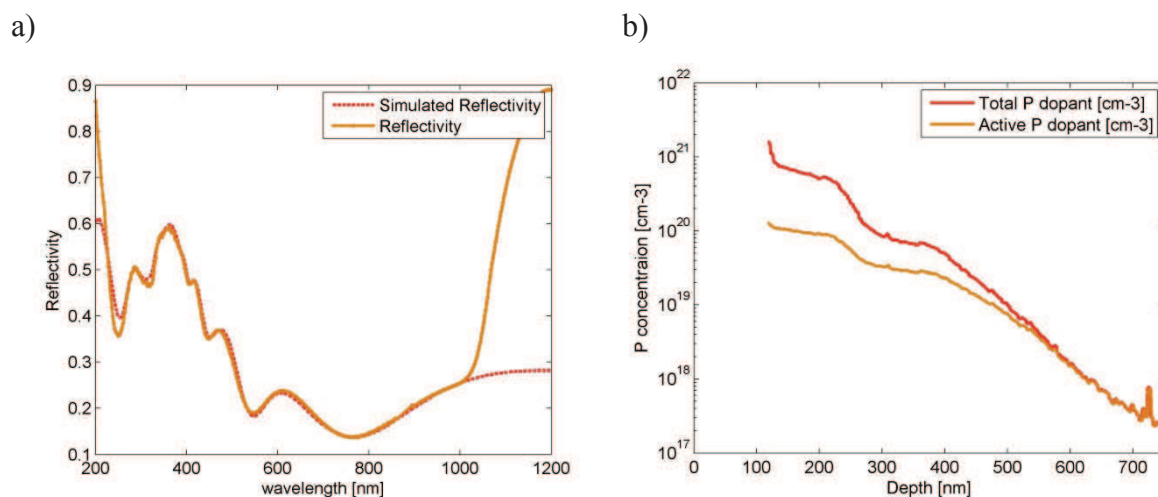 a)
b)
0.9
0.8
0.7
0.6
0.5
0.4
0.3
0.2
0.1
Reflectivity
Simulated Reflectivity
Reflectivity
200 400 600 800 1000 1200
wavelength [nm]
10^22
10^21
10^20
10^19
10^18
10^17
P concentraion [cm-3]
Total P dopant [cm-3]
Active P dopant [cm-3]
0 100 200 300 400 500 600 700
Depth [nm]